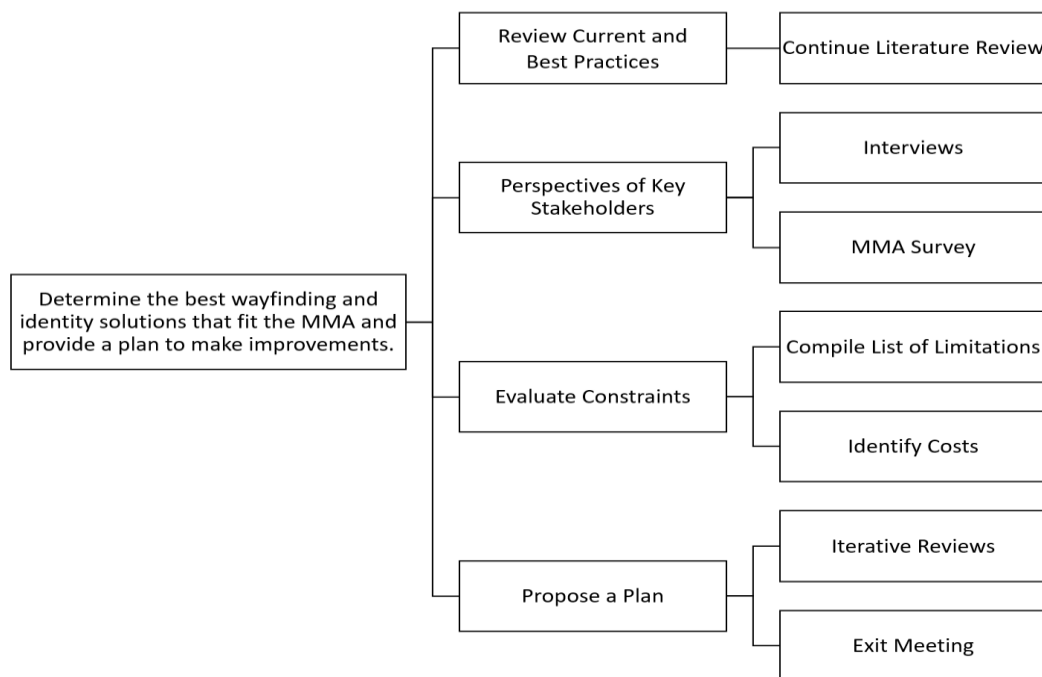 Review Current and
Best Practices
Continue Literature Review
Interviews
Perspectives of Key
Stakeholders
MMA Survey
Determine the best wayfinding and
identity solutions that fit the MMA and
provide a plan to make improvements.
Compile List of Limitations
Evaluate Constraints
Identify Costs
Iterative Reviews
Propose a Plan
Exit Meeting